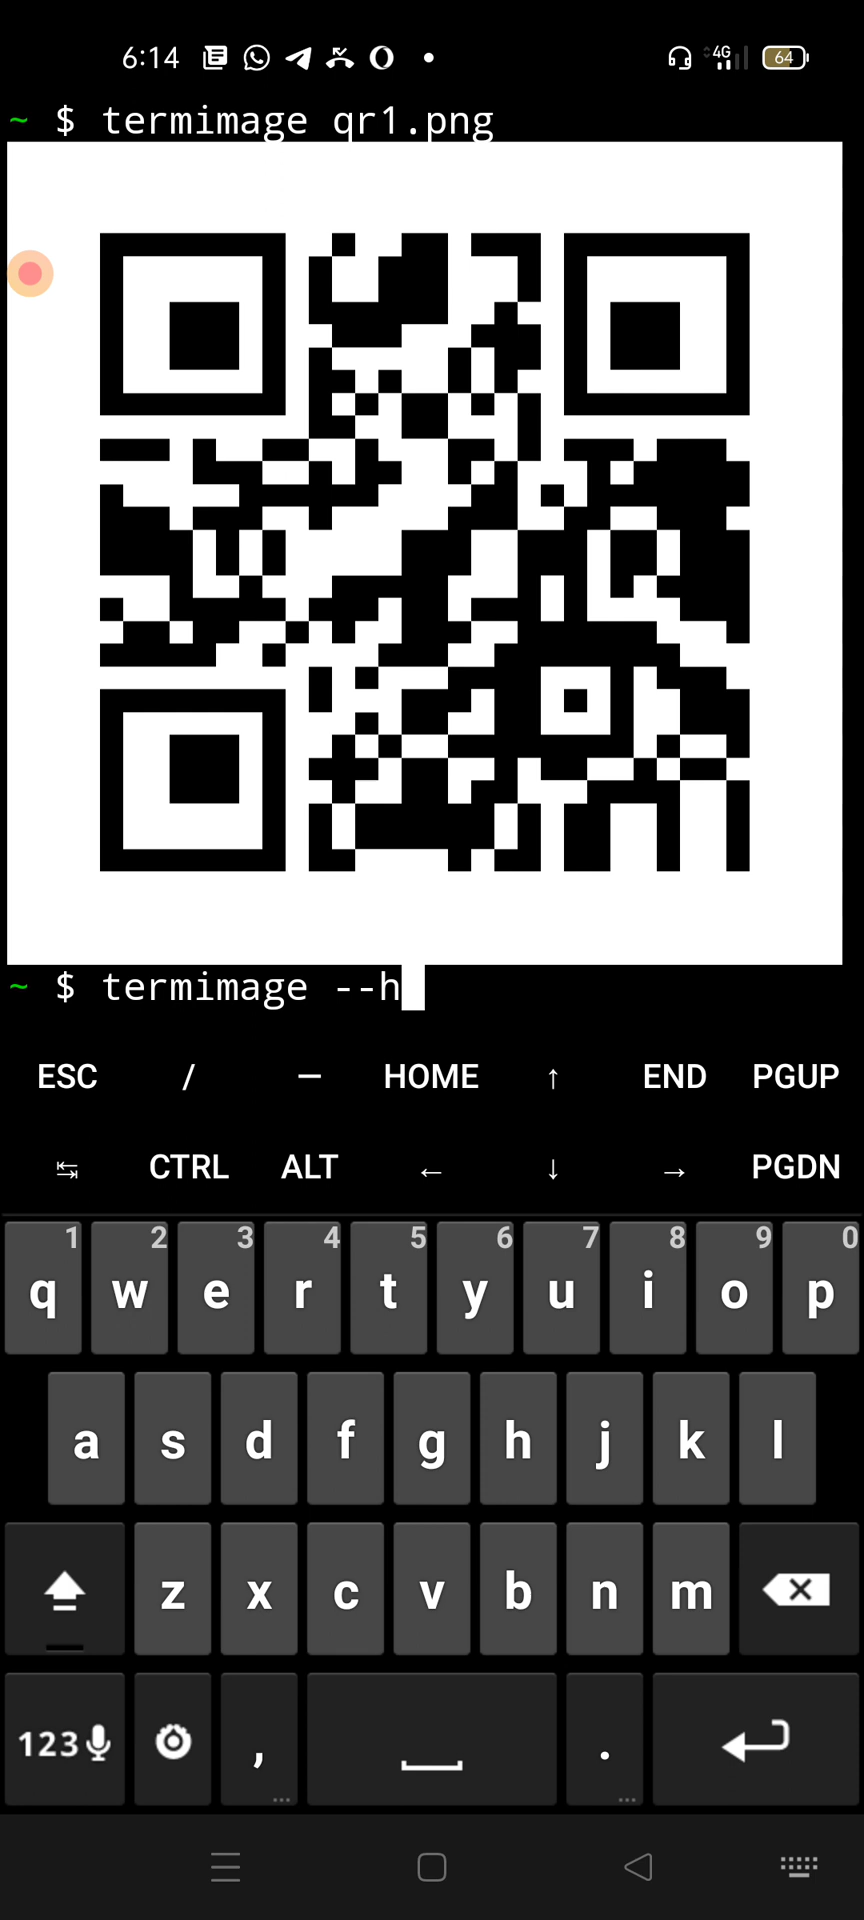 6:14 4G 64
~ $ termimage qr1.png
~ $ termimage --h
ESC / — HOME ↑ END PGUP
↹ CTRL ALT ← ↓ → PGDN
1 2 3 4 5 6 7 8 9 0
q w e r t y u i o p
a s d f g h j k l
z x c v b n m
123 , . 
... ...